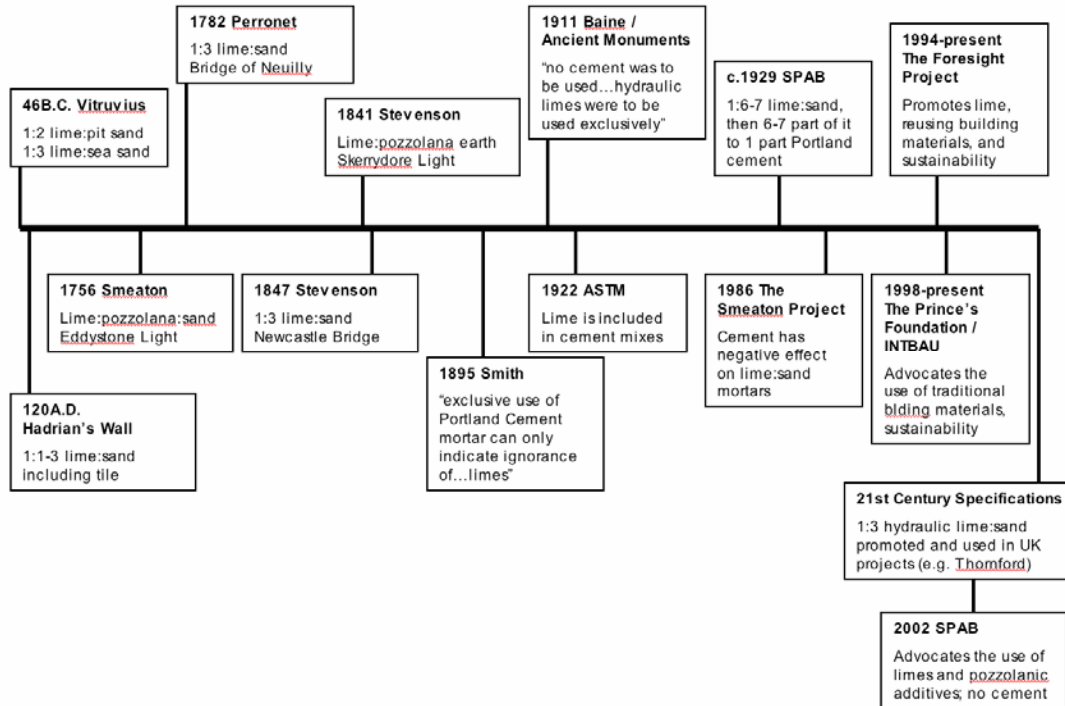 46B.C. Vitruvius
1:2 lime:pit sand
1:3 lime:sea sand
1782 Perronet
1:3 lime:sand
Bridge of Neuilly
1841 Stevenson
Lime:pozzolana earth
Skerrydore Light
1911 Baine /
Ancient Monuments
“no cement was to
be used...hydraulic
limes were to be
used exclusively”
c.1929 SPAB
1:6-7 lime:sand,
then 6-7 part of it
to 1 part Portland
cement
1994-present
The Foresight
Project
Promotes lime,
reusing building
materials, and
sustainability
120A.D.
Hadrian’s Wall
1:1-3 lime:sand
including tile
1756 Smeaton
Lime:pozzolana:sand
Eddystone Light
1847 Stevenson
1:3 lime:sand
Newcastle Bridge
1895 Smith
“exclusive use of
Portland Cement
mortar can only
indicate ignorance
of...limes”
1922 ASTM
Lime is included
in cement mixes
1986 The
Smeaton Project
Cement has
negative effect
on lime:sand
mortars
1998-present
The Prince’s
Foundation /
INTBAU
Advocates the
use of traditional
blding materials,
sustainability
21st Century Specifications
1:3 hydraulic lime:sand
promoted and used in UK
projects (e.g. Thornford)
2002 SPAB
Advocates the use of
limes and pozzolanic
additives; no cement